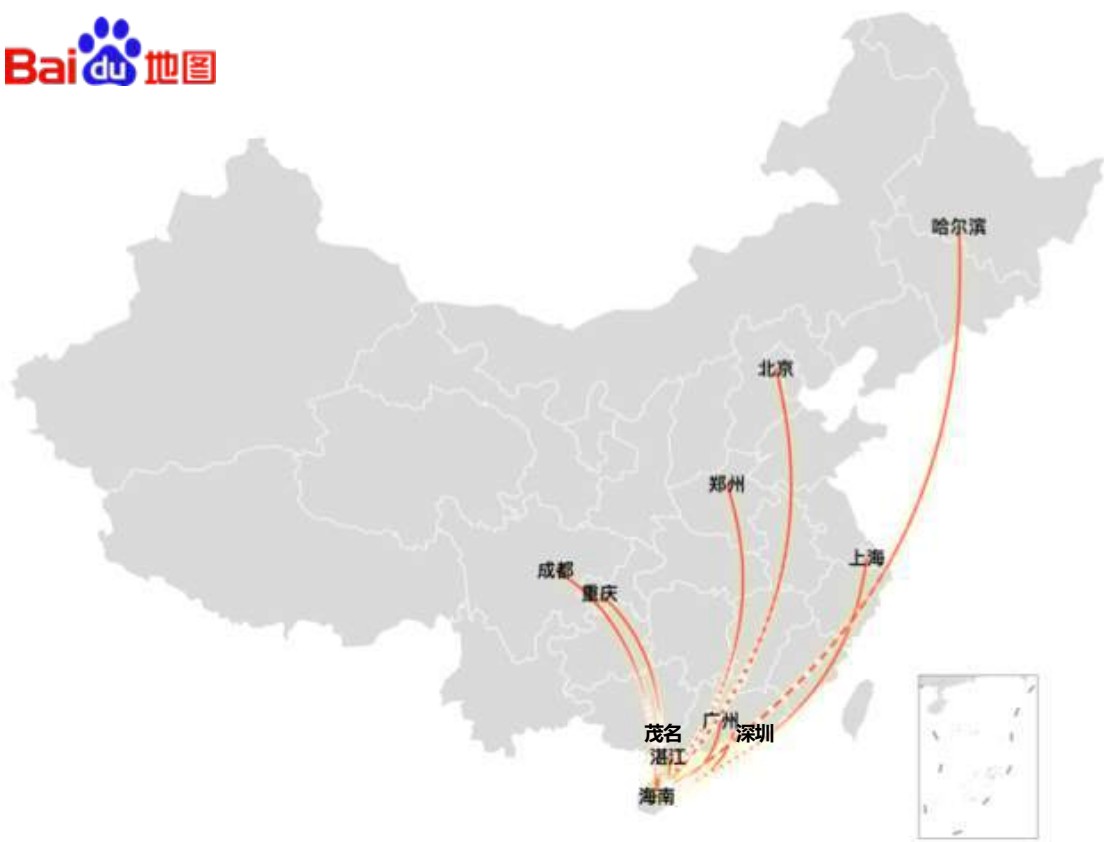 Baidu地图
哈尔滨
北京
郑州
上海
成都
重庆
广州
茂名
深圳
湛江
海南